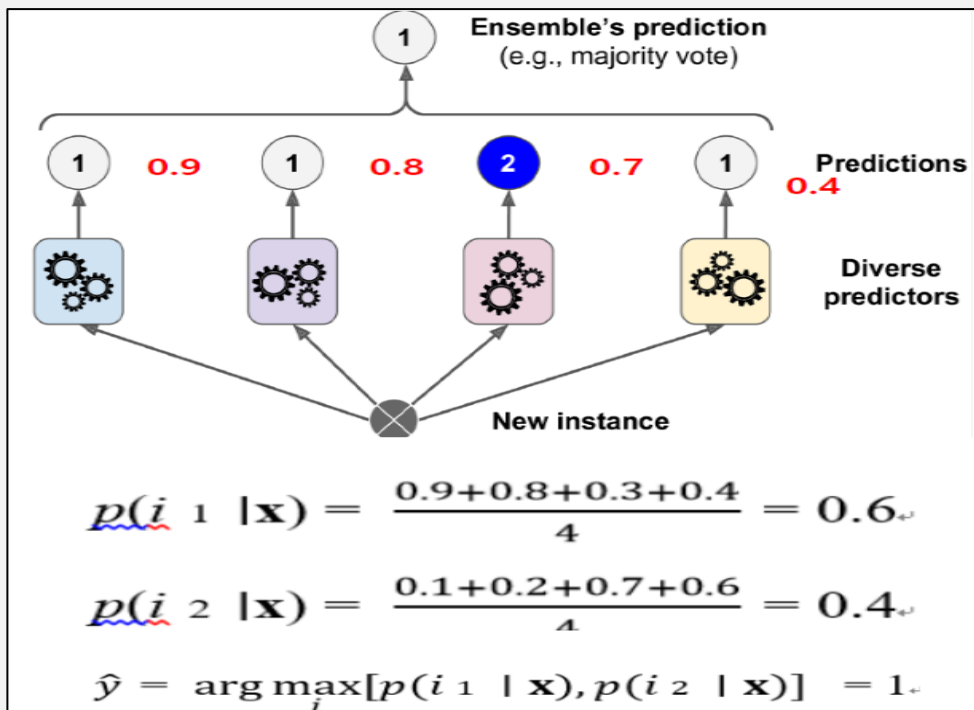 1 Ensemble's prediction
(e.g., majority vote)
1 0.9 1 0.8 2 0.7 1 Predictions
0.4
Diverse
predictors
New instance
p(i 1 |x) = 0.9+0.8+0.3+0.4 / 4 = 0.6
p(i 2 |x) = 0.1+0.2+0.7+0.6 / 4 = 0.4
ŷ = arg max[p(i 1 | x), p(i 2 | x)] = 1
i